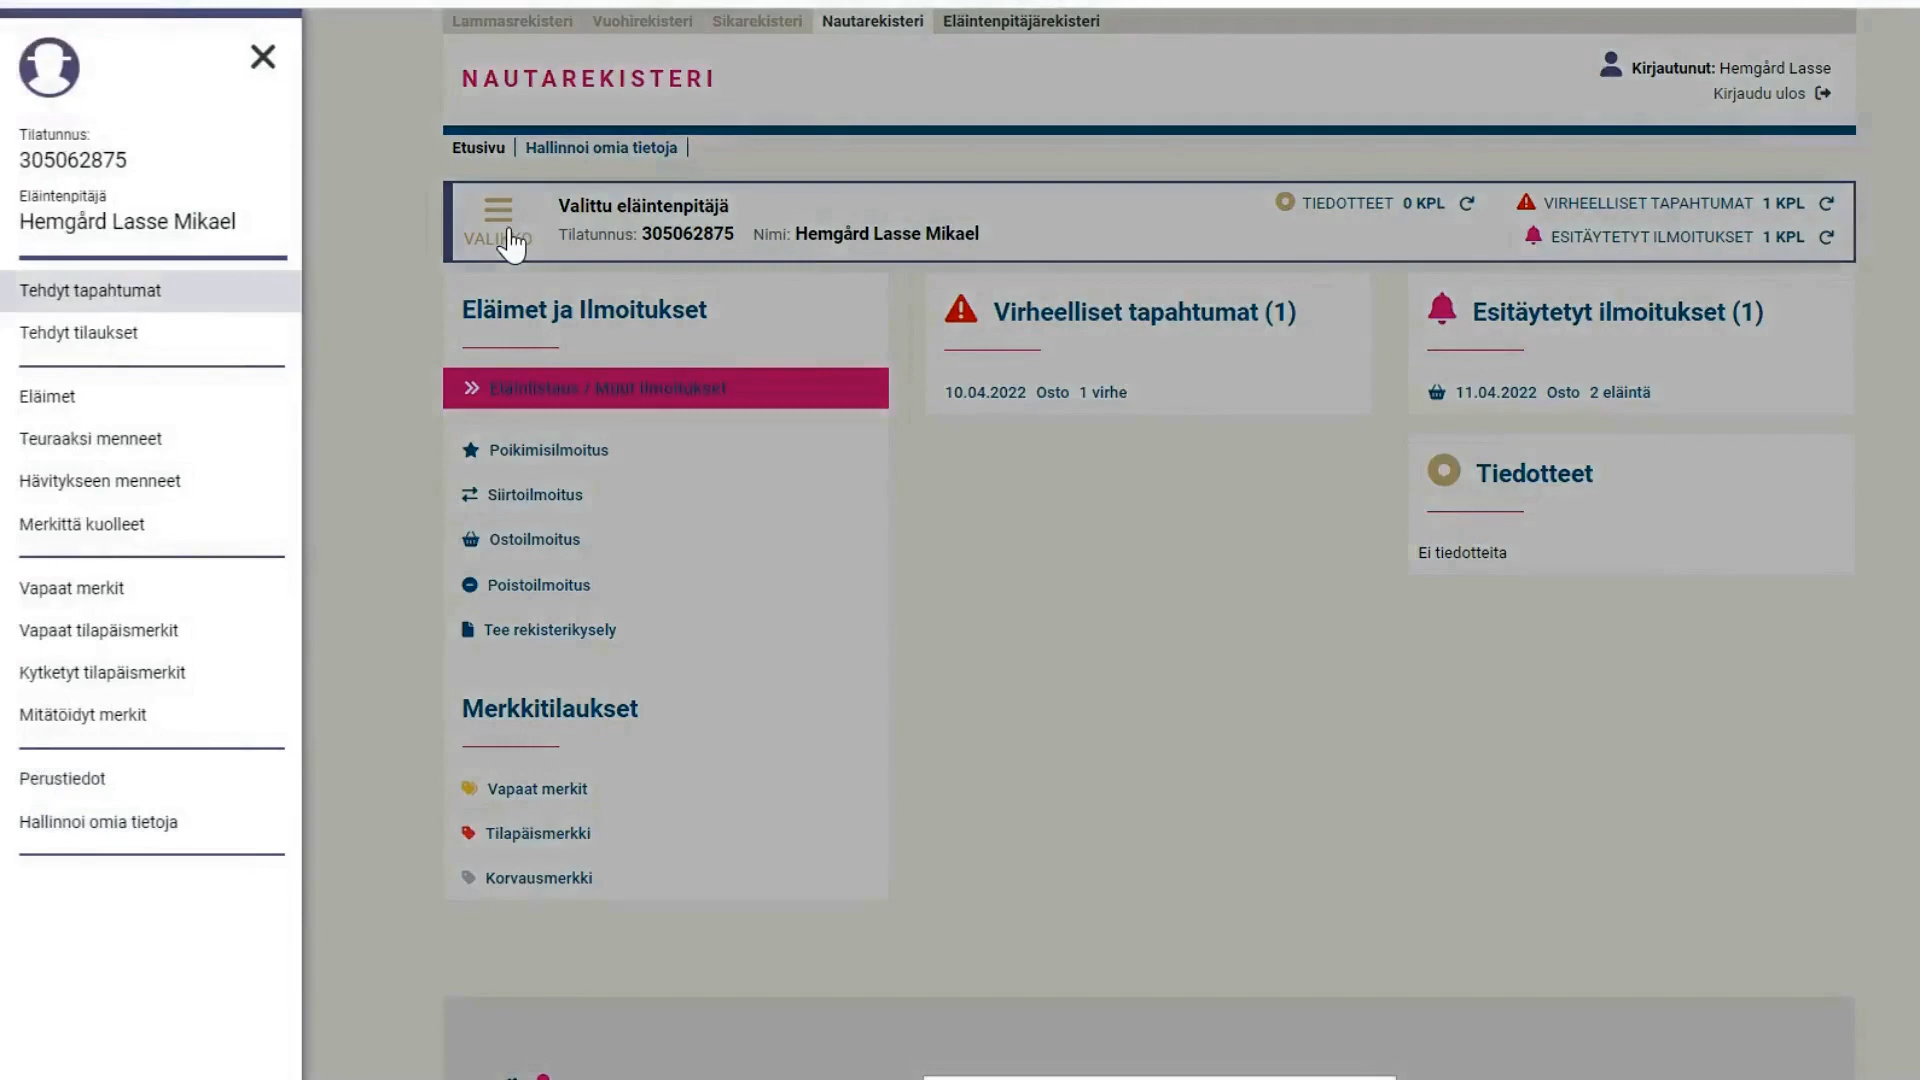 Tilatunnus:
305062875
Eläintenpitäjä
Hemgård Lasse Mikael
Tehdyt tapahtumat
Tehdyt tilaukset
Eläimet
Teuraaksi menneet
Hävitykseen menneet
Merkittä kuolleet
Vapaat merkit
Vapaat tilapäismerkit
Kytketyt tilapäismerkit
Mitätöidyt merkit
Perustiedot
Hallinnoi omia tietoja
Lammasrekisteri Vuohirekisteri Sikarekisteri Nautarekisteri Eläintenpitäjärekisteri
NAUTAREKISTERI
Kirjautunut: Hemgård Lasse
Kirjaudu ulos
Etusivu | Hallinnoi omia tietoja |
Valittu eläintenpitäjä
Tilatunnus: 305062875 Nimi: Hemgård Lasse Mikael
TIEDOTTEET 0 KPL
VIRHEELLISET TAPAHTUMAT 1 KPL
ESITÄYTETYT ILMOITUKSET 1 KPL
Eläimet ja Ilmoitukset
Eläinlistaus / Muut ilmoitukset
Poikimisilmoitus
Siirtoilmoitus
Ostoilmoitus
Poistoilmoitus
Tee rekisterikysely
Merkkitilaukset
Vapaat merkit
Tilapäismerkki
Korvausmerkki
Virheelliset tapahtumat (1)
10.04.2022 Osto 1 virhe
Esitäytetyt ilmoitukset (1)
11.04.2022 Osto 2 eläintä
Tiedotteet
Ei tiedotteita